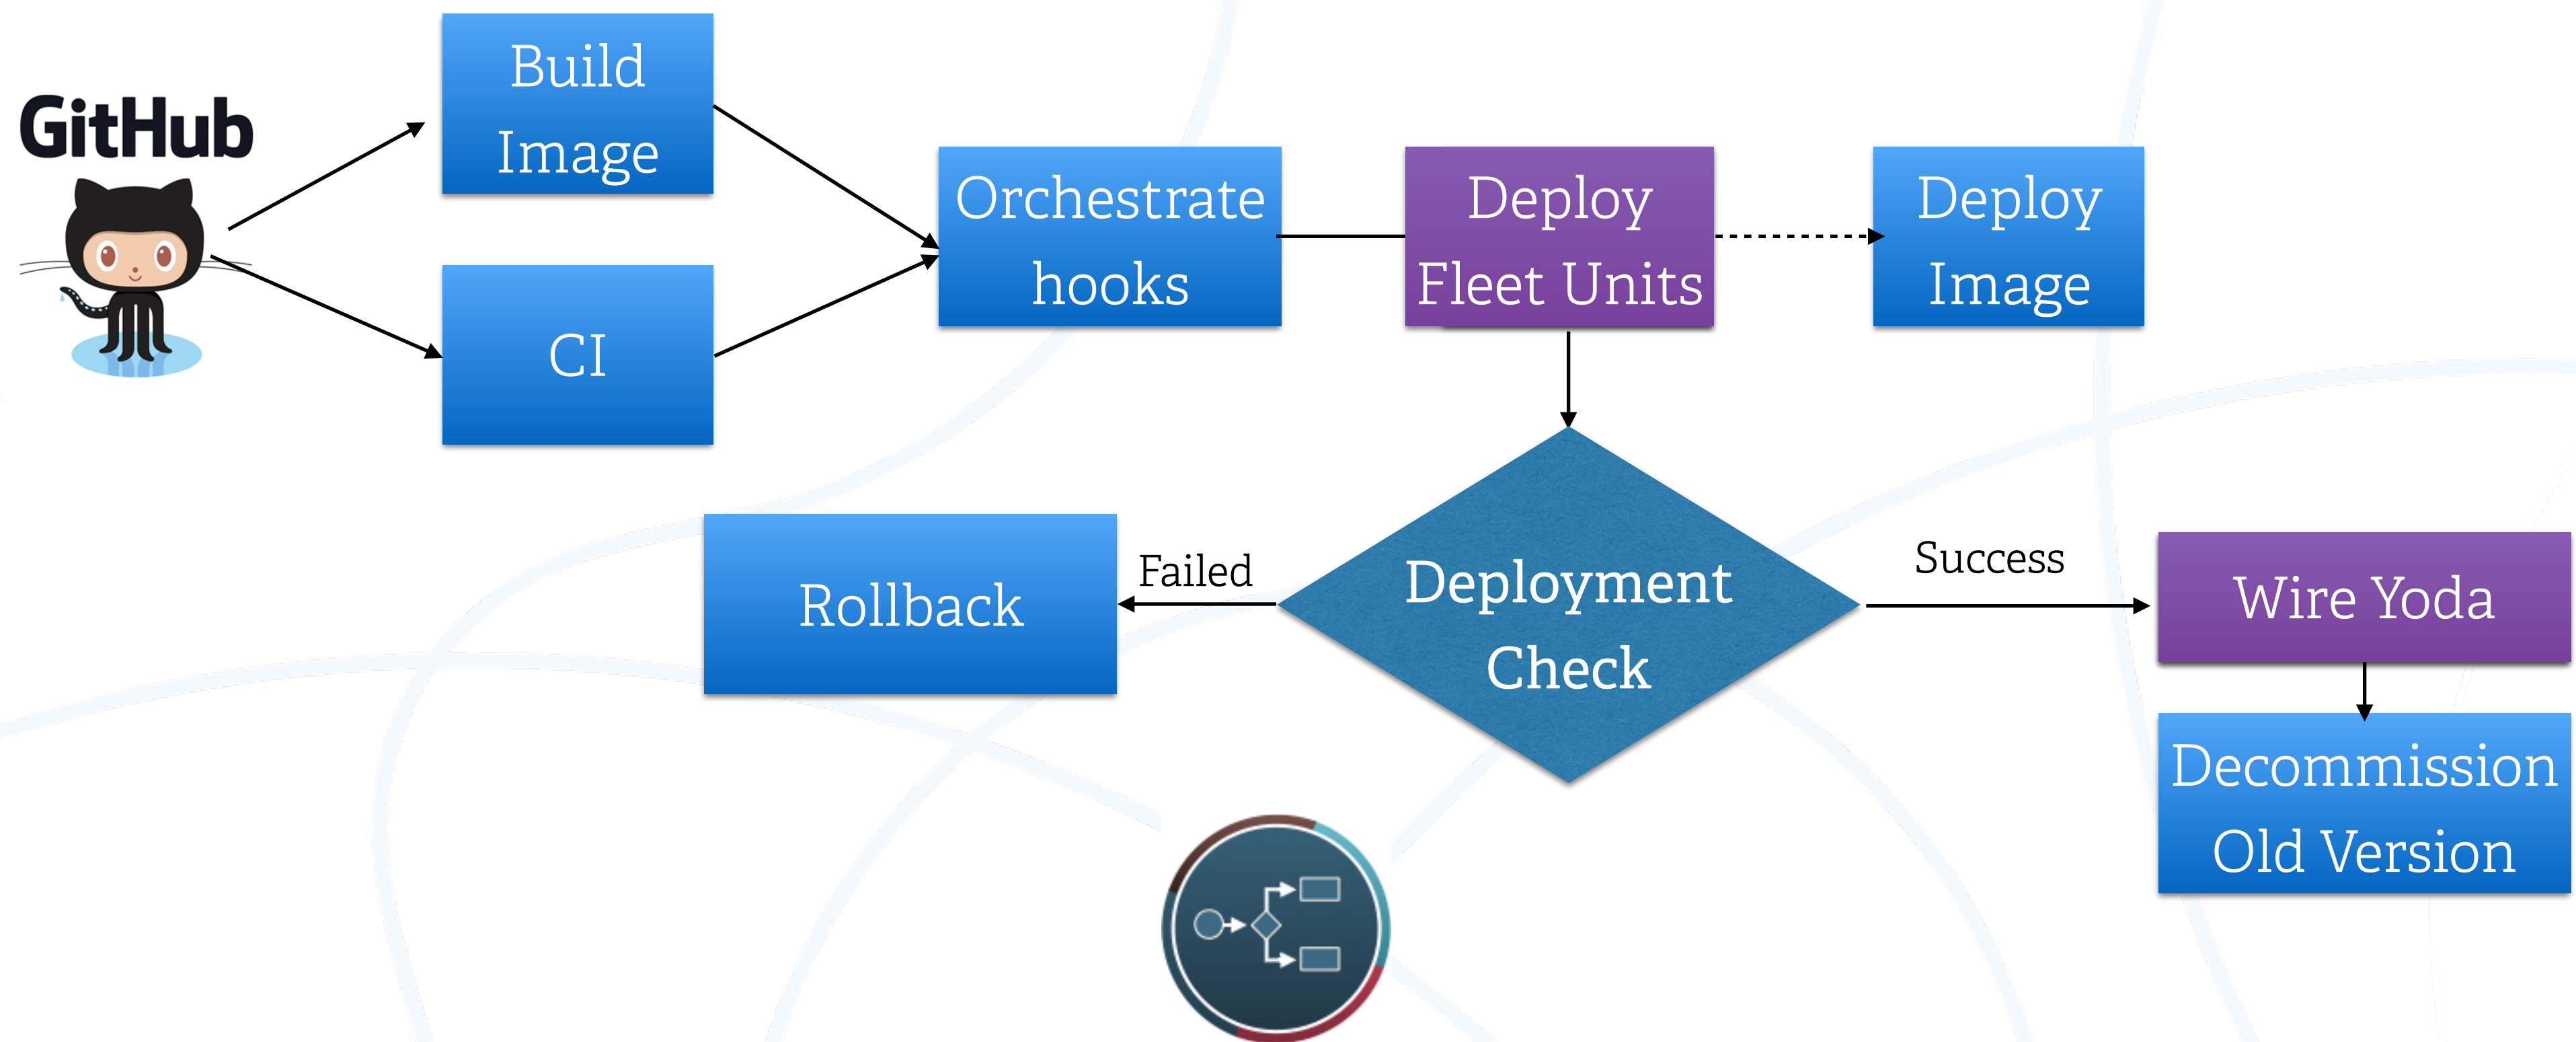 GitHub
Build
Image
CI
Orchestrate
hooks
Deploy
Fleet Units
Deploy
Image
Rollback
Failed
Deployment
Check
Success
Wire Yoda
Decommission
Old Version